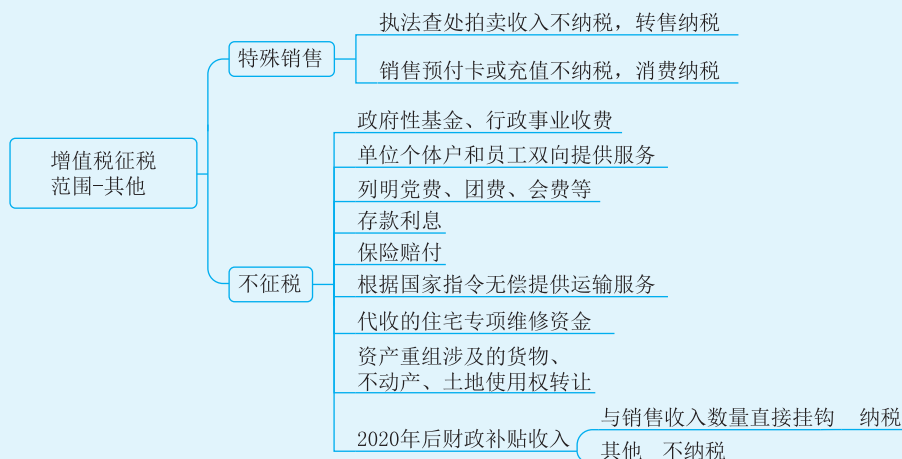 执法查处拍卖收入不纳税，转售纳税
特殊销售
销售预付卡或充值不纳税，消费纳税
增值税征税
范围-其他
政府性基金、行政事业收费
单位个体户和员工双向提供服务
列明党费、团费、会费等
存款利息
保险赔付
不征税
根据国家指令无偿提供运输服务
代收的住宅专项维修资金
资产重组涉及的货物、
不动产、土地使用权转让
2020年后财政补贴收入
与销售收入数量直接挂钩 纳税
其他 不纳税